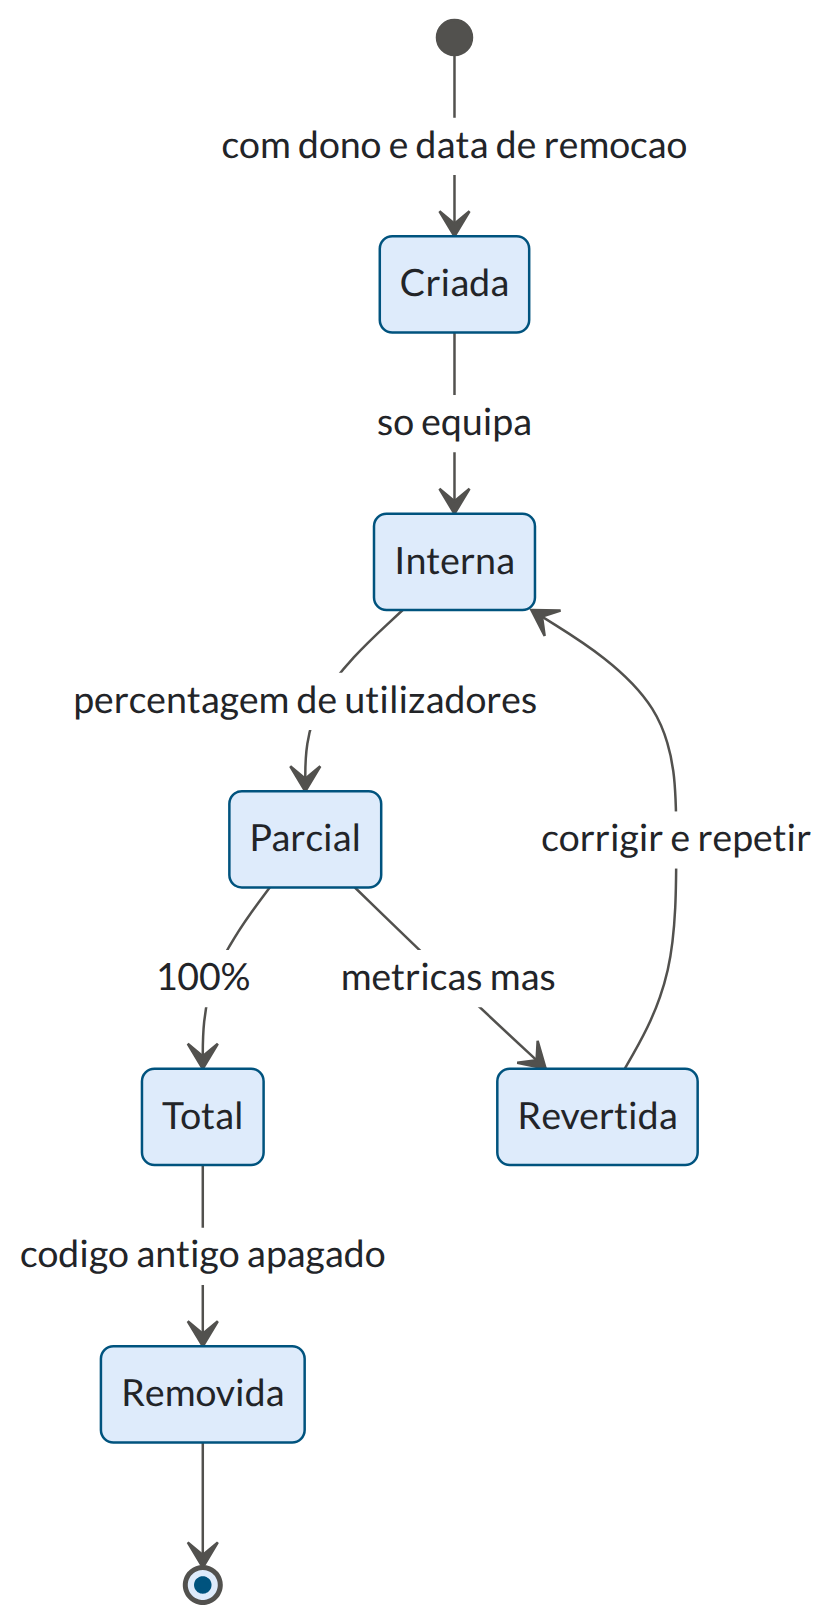 com dono e data de remocao
Criada
so equipa
Interna
percentagem de utilizadores
Parcial
corrigir e repetir
100%
metricas mas
Total
Revertida
codigo antigo apagado
Removida